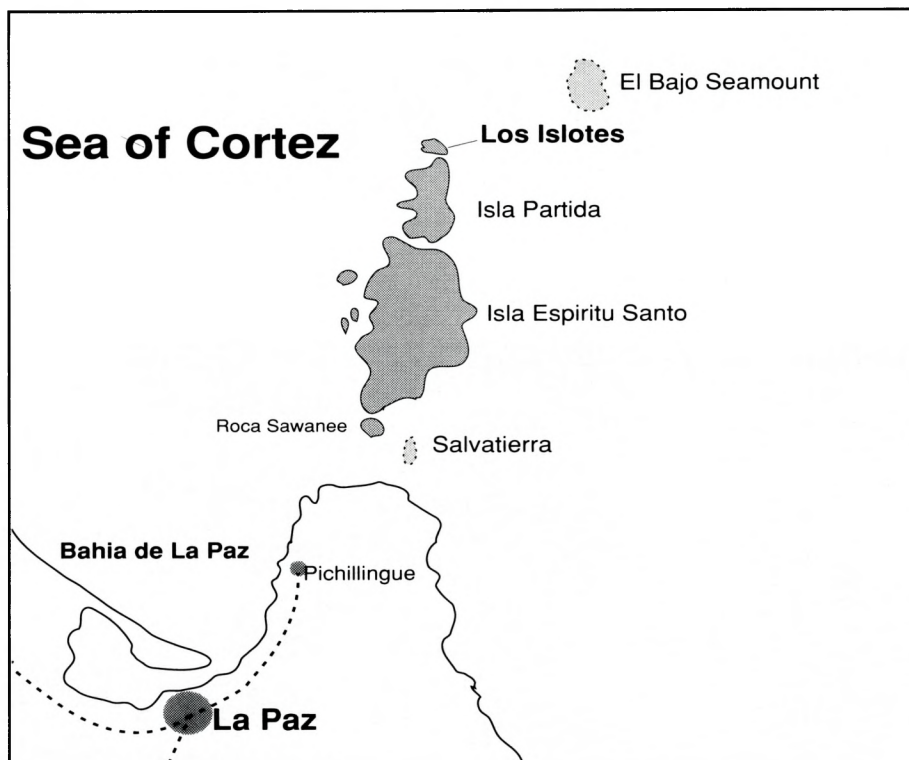 El Bajo Seamount
Sea of Cortez
Los Islotes
Isla Partida
Isla Espiritu Santo
Roca Sawanee
Salvatierra
Bahia de La Paz
Pichillingue
La Paz